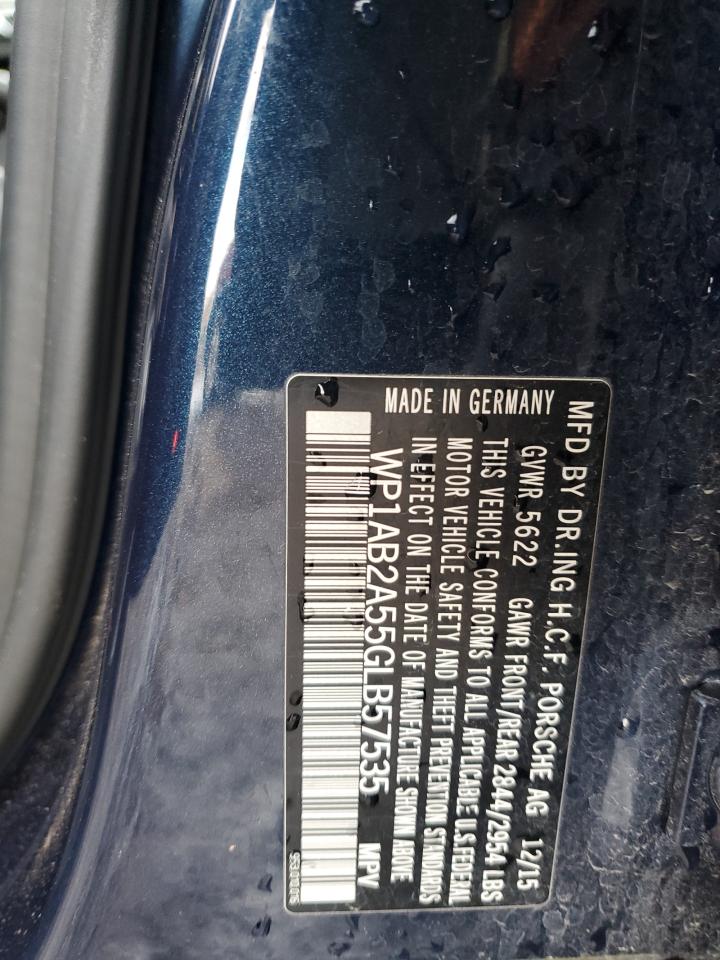 MFD BY DR.ING H.C.F. PORSCHE AG 12/15
GVWR 5622 GAWR FRONT/REAR 2844/2954 LBS
THIS VEHICLE CONFORMS TO ALL APPLICABLE U.S FEDERAL
MOTOR VEHICLE SAFETY AND THEFT PREVENTION STANDARDS
IN EFFECT ON THE DATE OF MANUFACTURE SHOWN ABOVE
WP1AB2A55GLB57535 MPV
MADE IN GERMANY